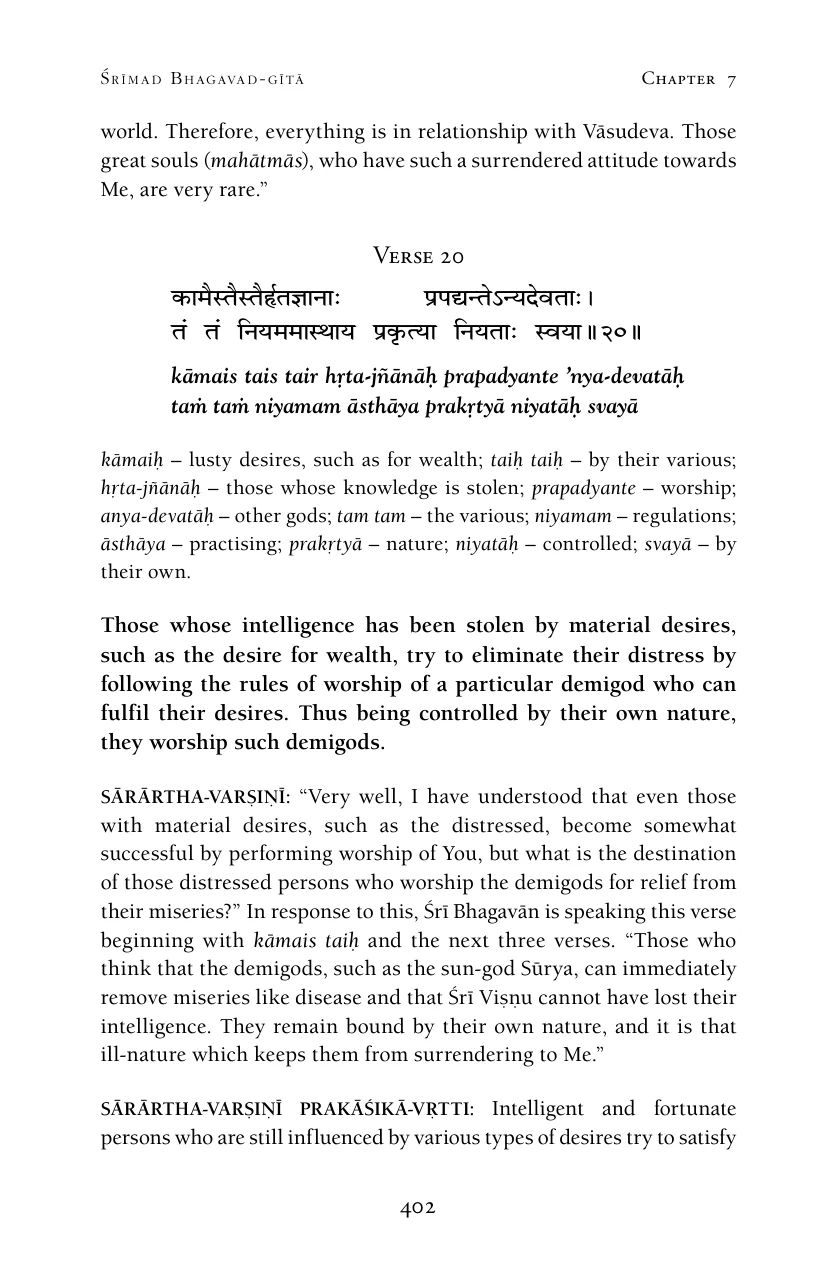 Śrīmad Bhagavad-gītā Chapter 7
world. Therefore, everything is in relationship with Vāsudeva. Those
great souls (mahātmās), who have such a surrendered attitude towards
Me, are very rare.”
Verse 20
कामैस्तैस्तैर्हृतज्ञानाः प्रपद्यन्तेऽन्यदेवताः।
तं तं नियममास्थाय प्रकृत्या नियताः स्वया॥२०॥
kāmais tais tair hṛta-jñānāḥ prapadyante ’nya-devatāḥ
taṁ taṁ niyamam āsthāya prakṛtyā niyatāḥ svayā
kāmaiḥ – lusty desires, such as for wealth; taiḥ taiḥ – by their various;
hṛta-jñānāḥ – those whose knowledge is stolen; prapadyante – worship;
anya-devatāḥ – other gods; tam tam – the various; niyamam – regulations;
āsthāya – practising; prakṛtyā – nature; niyatāḥ – controlled; svayā – by
their own.
Those whose intelligence has been stolen by material desires,
such as the desire for wealth, try to eliminate their distress by
following the rules of worship of a particular demigod who can
fulfil their desires. Thus being controlled by their own nature,
they worship such demigods.
SĀRĀRTHA-VARṢIṆĪ: “Very well, I have understood that even those
with material desires, such as the distressed, become somewhat
successful by performing worship of You, but what is the destination
of those distressed persons who worship the demigods for relief from
their miseries?” In response to this, Śrī Bhagavān is speaking this verse
beginning with kāmais taiḥ and the next three verses. “Those who
think that the demigods, such as the sun-god Sūrya, can immediately
remove miseries like disease and that Śrī Viṣṇu cannot have lost their
intelligence. They remain bound by their own nature, and it is that
ill-nature which keeps them from surrendering to Me.”
SĀRĀRTHA-VARṢIṆĪ PRAKĀŚIKĀ-VṚTTI: Intelligent and fortunate
persons who are still influenced by various types of desires try to satisfy
402